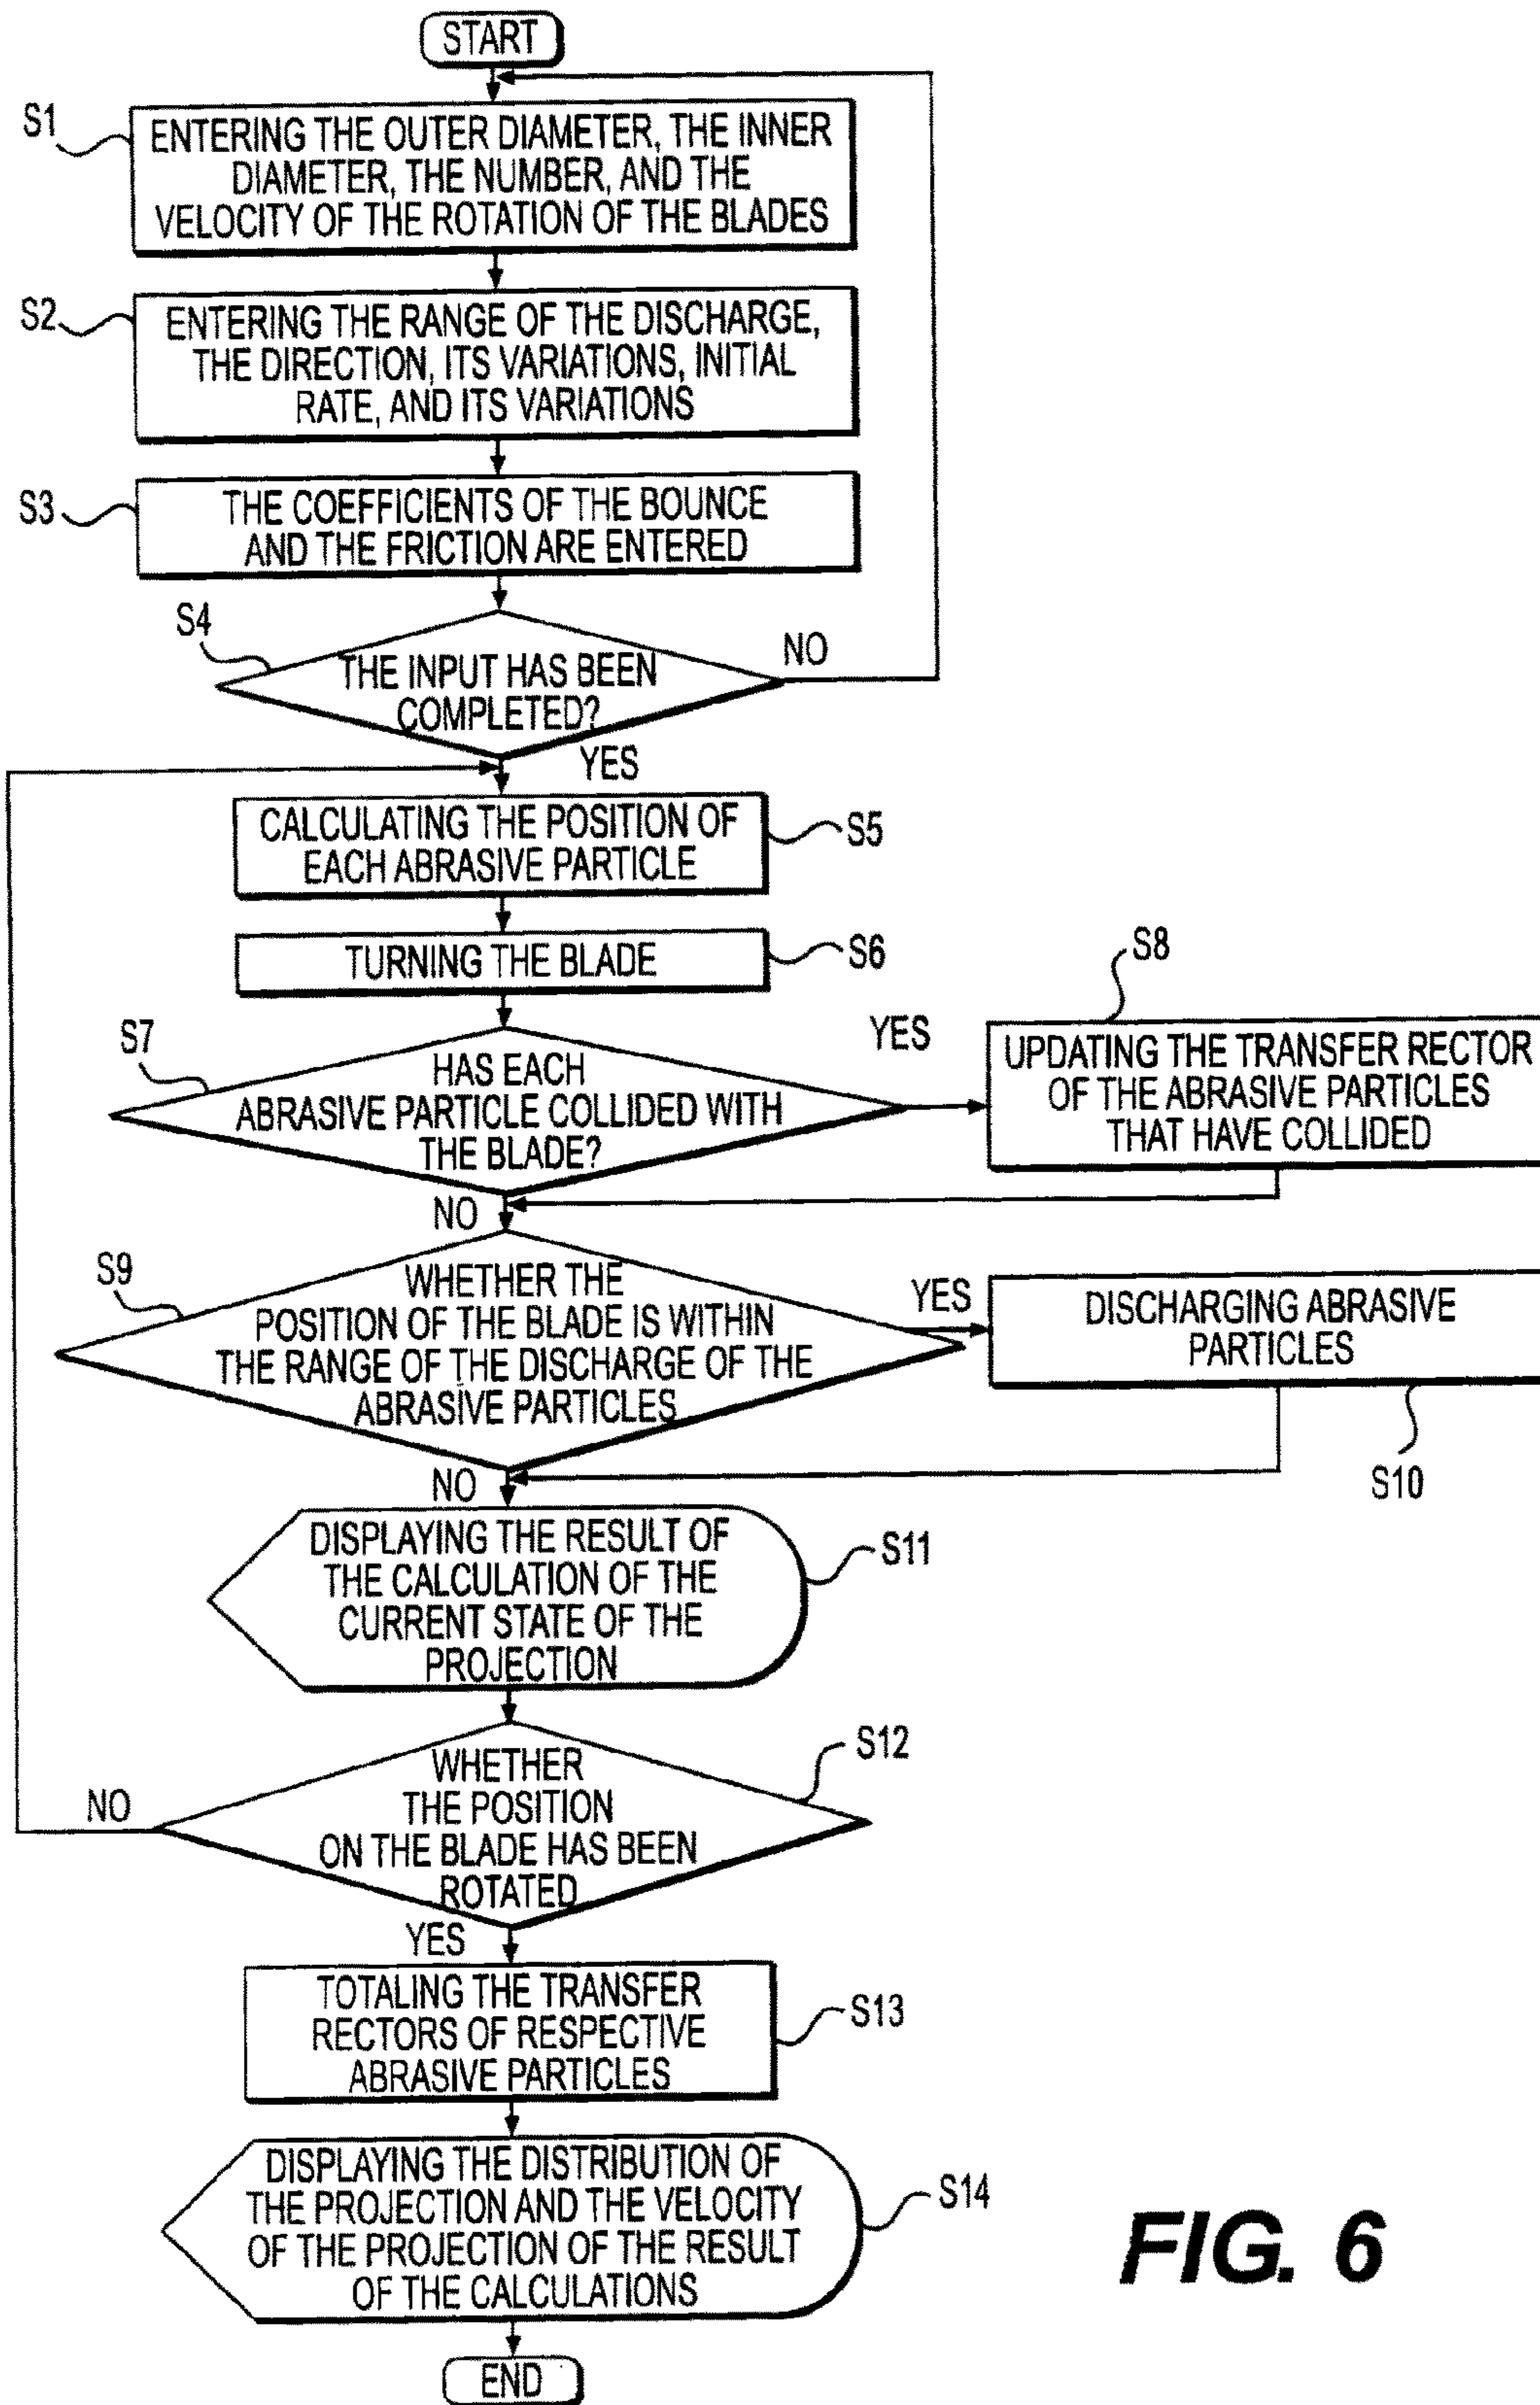 START
S1
ENTERING THE OUTER DIAMETER, THE INNER
DIAMETER, THE NUMBER, AND THE
VELOCITY OF THE ROTATION OF THE BLADES
S2
ENTERING THE RANGE OF THE DISCHARGE,
THE DIRECTION, ITS VARIATIONS, INITIAL
RATE, AND ITS VARIATIONS
S3
THE COEFFICIENTS OF THE BOUNCE
AND THE FRICTION ARE ENTERED
S4
THE INPUT HAS BEEN
COMPLETED?
NO
YES
CALCULATING THE POSITION OF
EACH ABRASIVE PARTICLE
S5
TURNING THE BLADE
S6
S7
HAS EACH
ABRASIVE PARTICLE COLLIDED WITH
THE BLADE?
YES
S8
UPDATING THE TRANSFER RECTOR
OF THE ABRASIVE PARTICLES
THAT HAVE COLLIDED
NO
S9
WHETHER THE
POSITION OF THE BLADE IS WITHIN
THE RANGE OF THE DISCHARGE OF THE
ABRASIVE PARTICLES
YES
DISCHARGING ABRASIVE
PARTICLES
S10
NO
DISPLAYING THE RESULT OF
THE CALCULATION OF THE
CURRENT STATE OF THE
PROJECTION
S11
WHETHER
THE POSITION
ON THE BLADE HAS BEEN
ROTATED
S12
NO
YES
TOTALING THE TRANSFER
RECTORS OF RESPECTIVE
ABRASIVE PARTICLES
S13
DISPLAYING THE DISTRIBUTION OF
THE PROJECTION AND THE VELOCITY
OF THE PROJECTION OF THE RESULT
OF THE CALCULATIONS
S14
END
FIG. 6